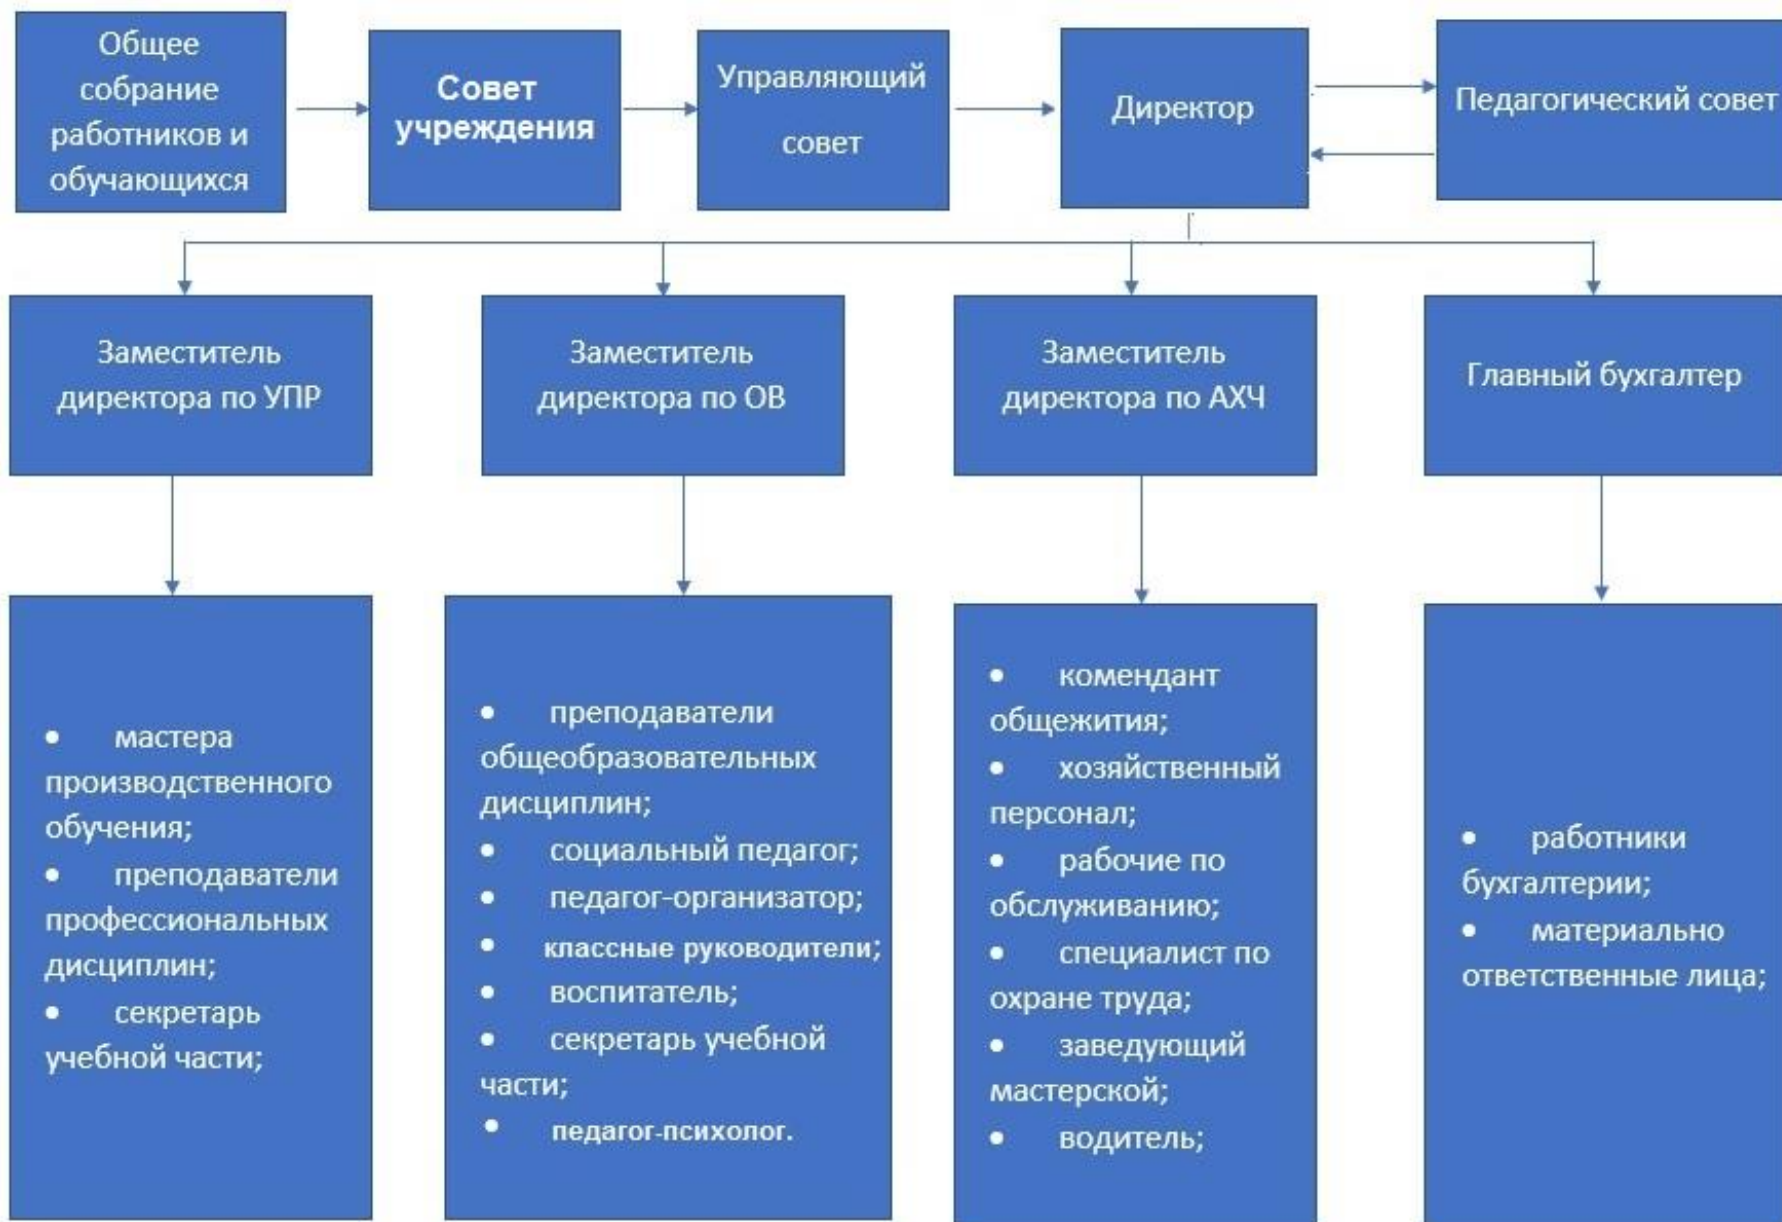 Общее
собрание
работников и
обучающихся
Совет
учреждения
Управляющий
совет
Директор
Педагогический совет
Заместитель
директора по УПР
Заместитель
директора по ОВ
Заместитель
директора по АХЧ
Главный бухгалтер
• мастера
производственного
обучения;
• преподаватели
профессиональных
дисциплин;
• секретарь
учебной части;
• преподаватели
общеобразовательных
дисциплин;
• социальный педагог;
• педагог-организатор;
• классные руководители;
• воспитатель;
• секретарь учебной
части;
• педагог-психолог.
• комендант
общежития;
• хозяйственный
персонал;
• рабочие по
обслуживанию;
• специалист по
охране труда;
• заведующий
мастерской;
• водитель;
• работники
бухгалтерии;
• материально
ответственные лица;